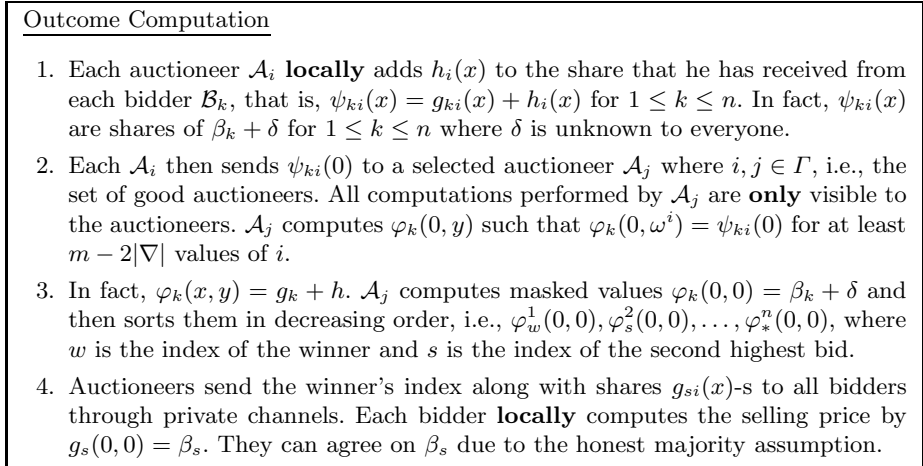 Outcome Computation
1. Each auctioneer 𝒜ᵢ locally adds hᵢ(x) to the share that he has received from
each bidder ℬₖ, that is, ψₖᵢ(x) = gₖᵢ(x) + hᵢ(x) for 1 ≤ k ≤ n. In fact, ψₖᵢ(x)
are shares of βₖ + δ for 1 ≤ k ≤ n where δ is unknown to everyone.
2. Each 𝒜ᵢ then sends ψₖᵢ(0) to a selected auctioneer 𝒜ⱼ where i, j ∈ Γ, i.e., the
set of good auctioneers. All computations performed by 𝒜ⱼ are only visible to
the auctioneers. 𝒜ⱼ computes φₖ(0, y) such that φₖ(0, ωⁱ) = ψₖᵢ(0) for at least
m − 2|∇| values of i.
3. In fact, φₖ(x, y) = gₖ + h. 𝒜ⱼ computes masked values φₖ(0, 0) = βₖ + δ and
then sorts them in decreasing order, i.e., φ_w^1(0, 0), φ_s^2(0, 0), . . . , φ_*^n(0, 0), where
w is the index of the winner and s is the index of the second highest bid.
4. Auctioneers send the winner's index along with shares g_{si}(x)-s to all bidders
through private channels. Each bidder locally computes the selling price by
gₛ(0, 0) = βₛ. They can agree on βₛ due to the honest majority assumption.